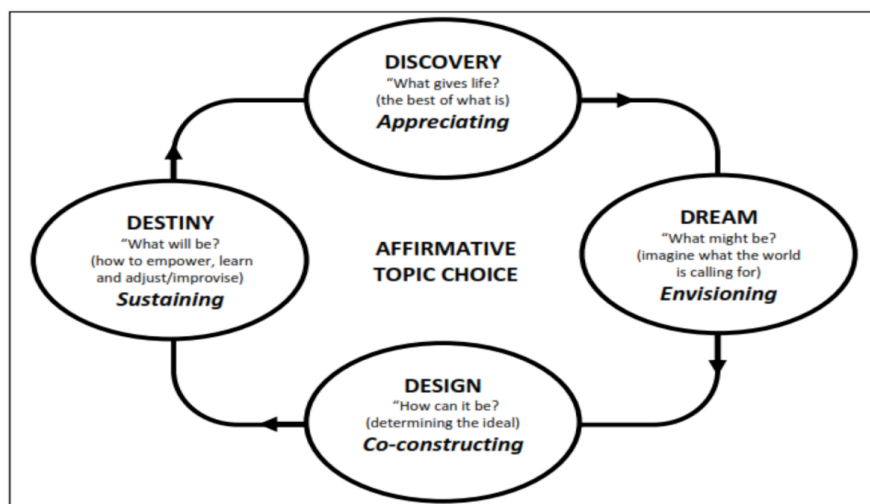 DISCOVERY
“What gives life?
(the best of what is)
Appreciating
DESTINY
“What will be?
(how to empower, learn
and adjust/improvise)
Sustaining
AFFIRMATIVE
TOPIC CHOICE
DREAM
“What might be?
(imagine what the world
is calling for)
Envisioning
DESIGN
“How can it be?
(determining the ideal)
Co-constructing